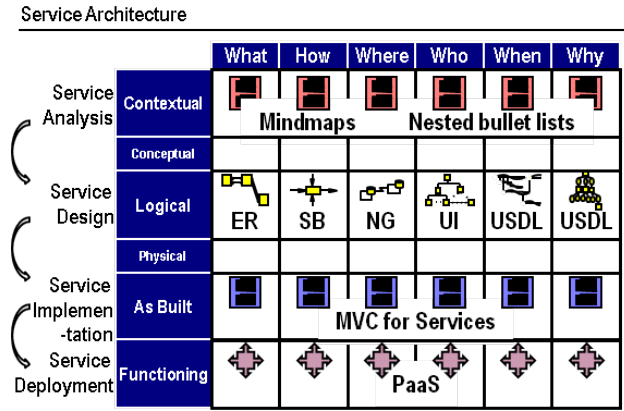 Service Architecture
What How Where Who When Why
Service
Analysis
Contextual
Mindmaps Nested bullet lists
Conceptual
Service
Design
Logical
ER SB NG UI USDL USDL
Physical
Service
Implemen
-tation
As Built
MVC for Services
Service
Deployment
Functioning
PaaS